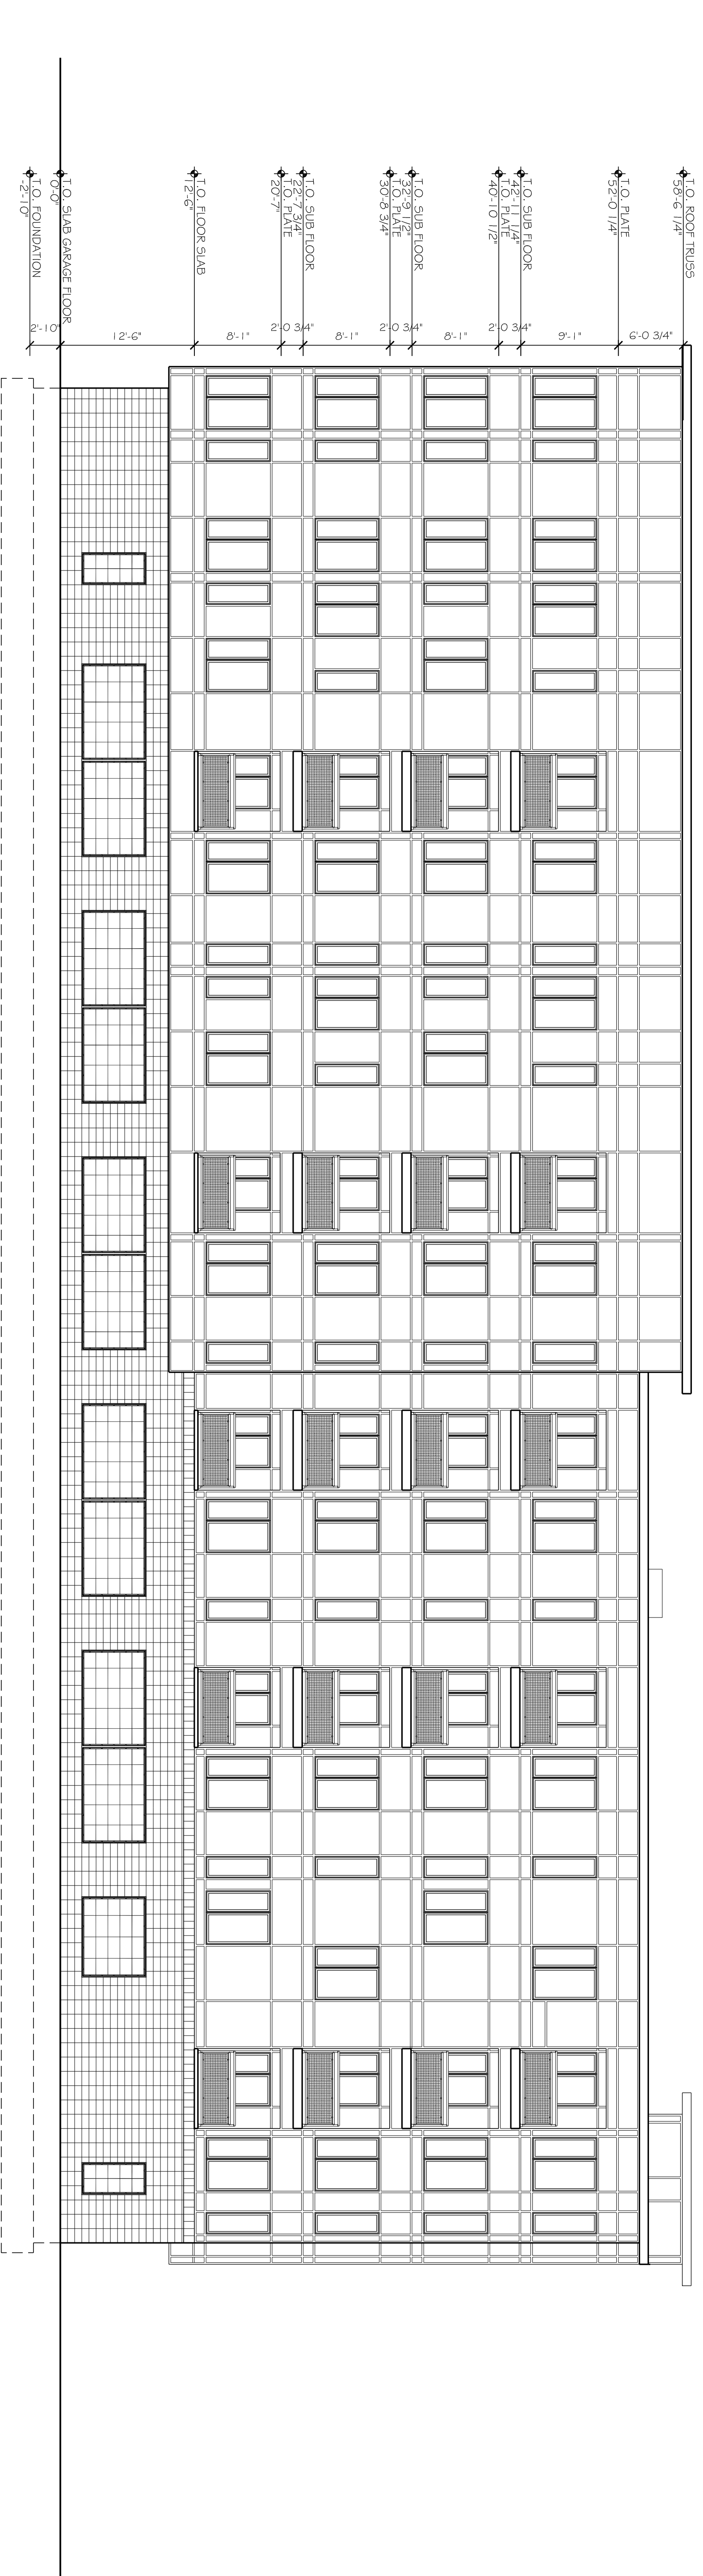 T.O. ROOF TRUSS
58'-6 1/4"
T.O. PLATE
52'-0 1/4"
T.O. SUB FLOOR
42'-11 1/4"
T.O. PLATE
40'-10 1/2"
T.O. SUB FLOOR
32'-9 1/2"
T.O. PLATE
30'-8 3/4"
T.O. SUB FLOOR
22'-7 3/4"
T.O. PLATE
20'-7"
T.O. FLOOR SLAB
12'-6"
T.O. SLAB GARAGE FLOOR
0'-0"
T.O. FOUNDATION
-2'-10"
6'-0 3/4"
9'-1"
2'-0 3/4"
8'-1"
2'-0 3/4"
8'-1"
2'-0 3/4"
8'-1"
12'-6"
2'-10"